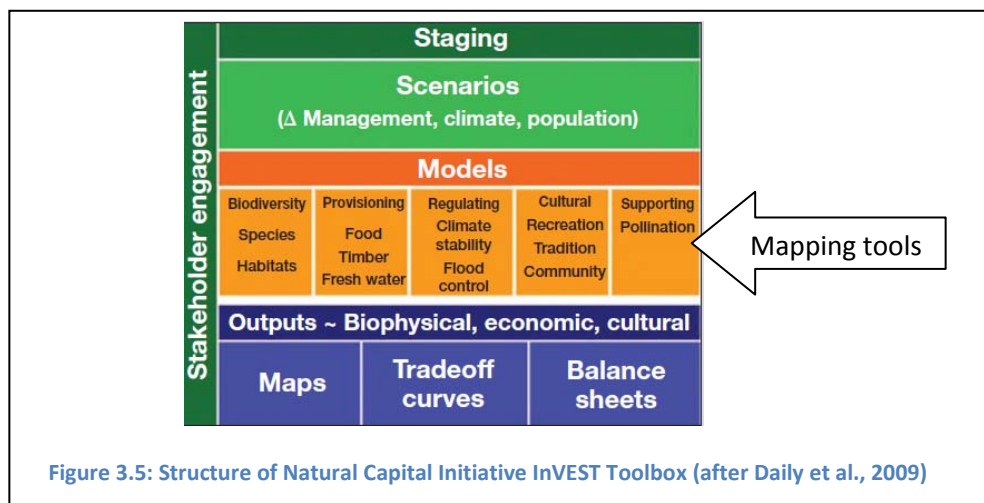 Stakeholder engagement
Staging
Scenarios
(Δ Management, climate, population)
Models
Biodiversity
Species
Habitats
Provisioning
Food
Timber
Fresh water
Regulating
Climate
stability
Flood
control
Cultural
Recreation
Tradition
Community
Supporting
Pollination
Mapping tools
Outputs ~ Biophysical, economic, cultural
Maps
Tradeoff
curves
Balance
sheets
Figure 3.5: Structure of Natural Capital Initiative InVEST Toolbox (after Daily et al., 2009)